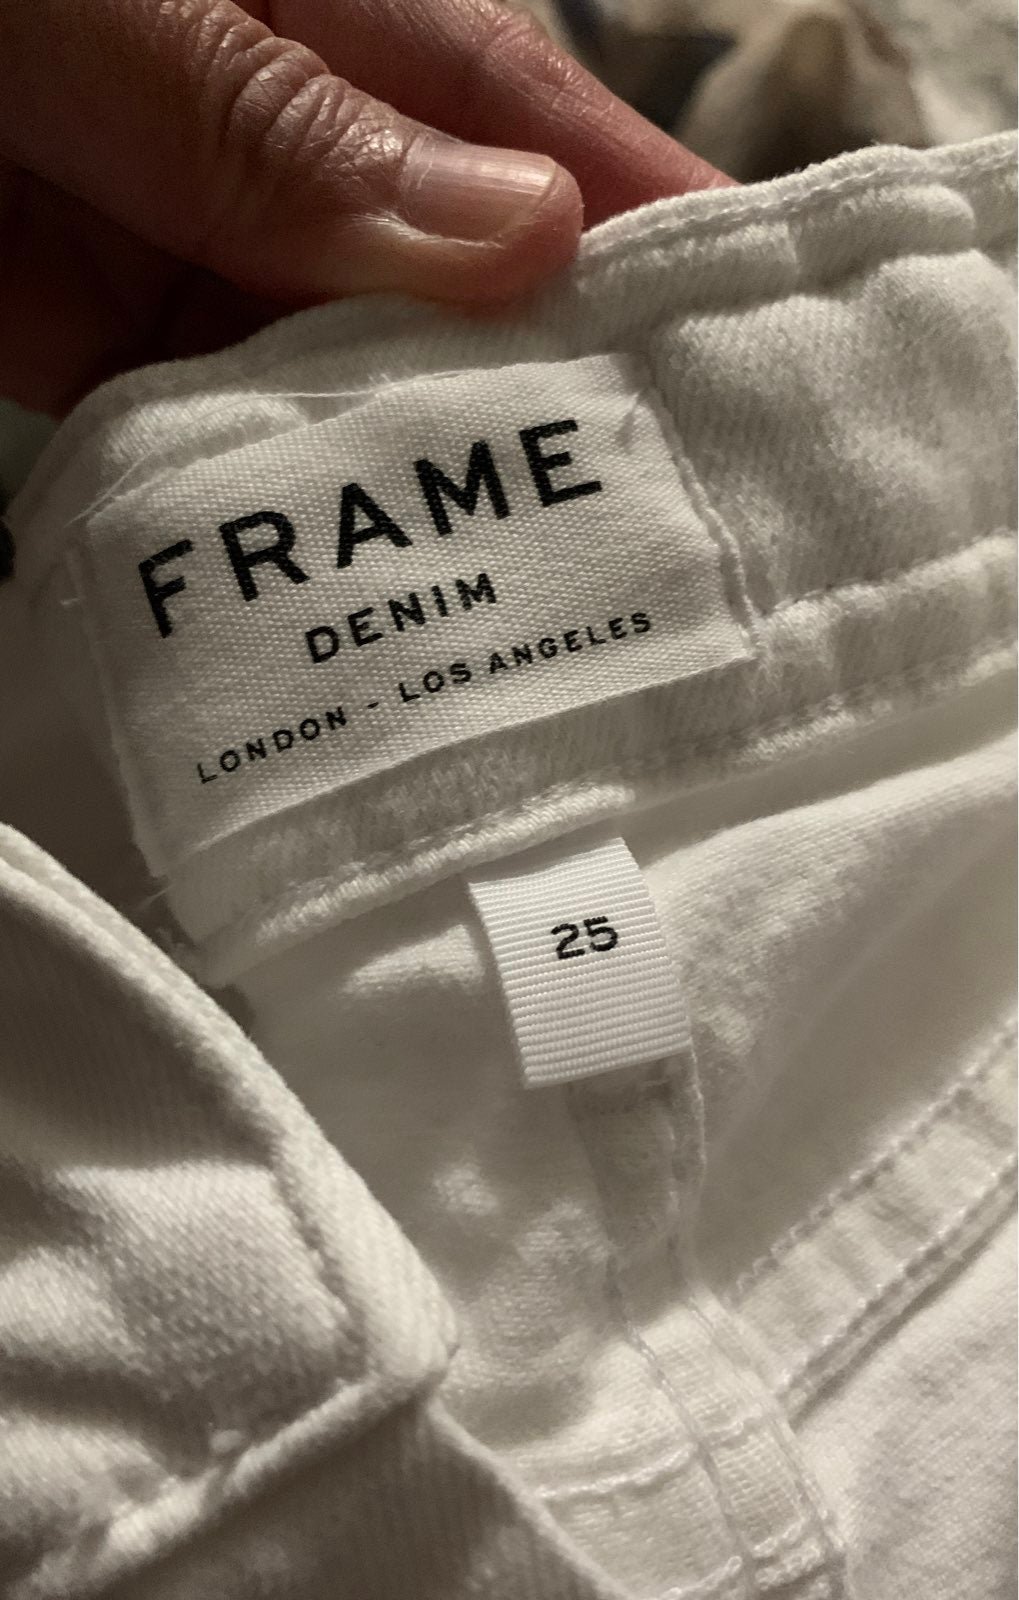 FRAME
DENIM
LONDON - LOS ANGELES
25